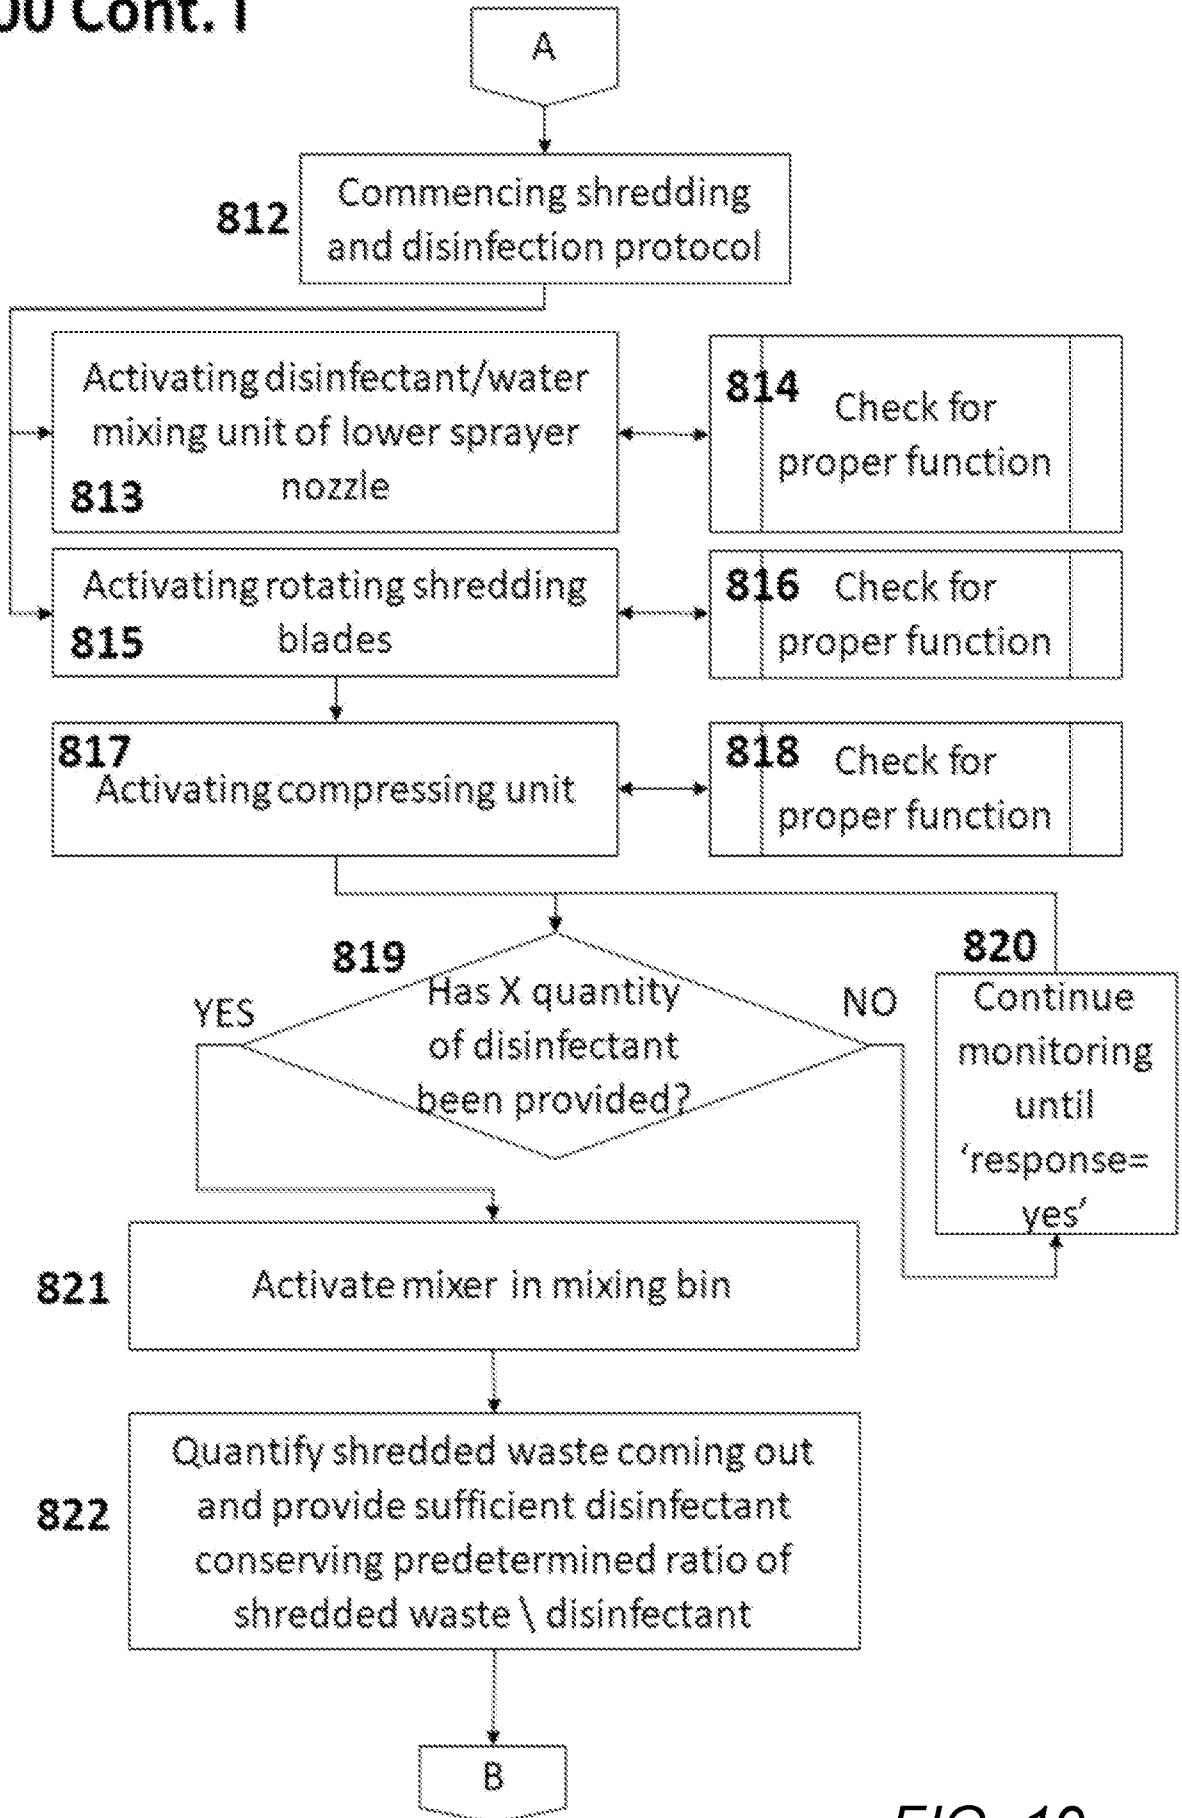 00 Cont. I
A
812
Commencing shredding
and disinfection protocol
Activating disinfectant/water
mixing unit of lower sprayer
nozzle
813
814
Check for
proper function
Activating rotating shredding
blades
815
816
Check for
proper function
817
Activating compressing unit
818
Check for
proper function
819
Has X quantity
of disinfectant
been provided?
YES
NO
820
Continue
monitoring
until
‘response=
yes’
821
Activate mixer in mixing bin
822
Quantify shredded waste coming out
and provide sufficient disinfectant
conserving predetermined ratio of
shredded waste \ disinfectant
B